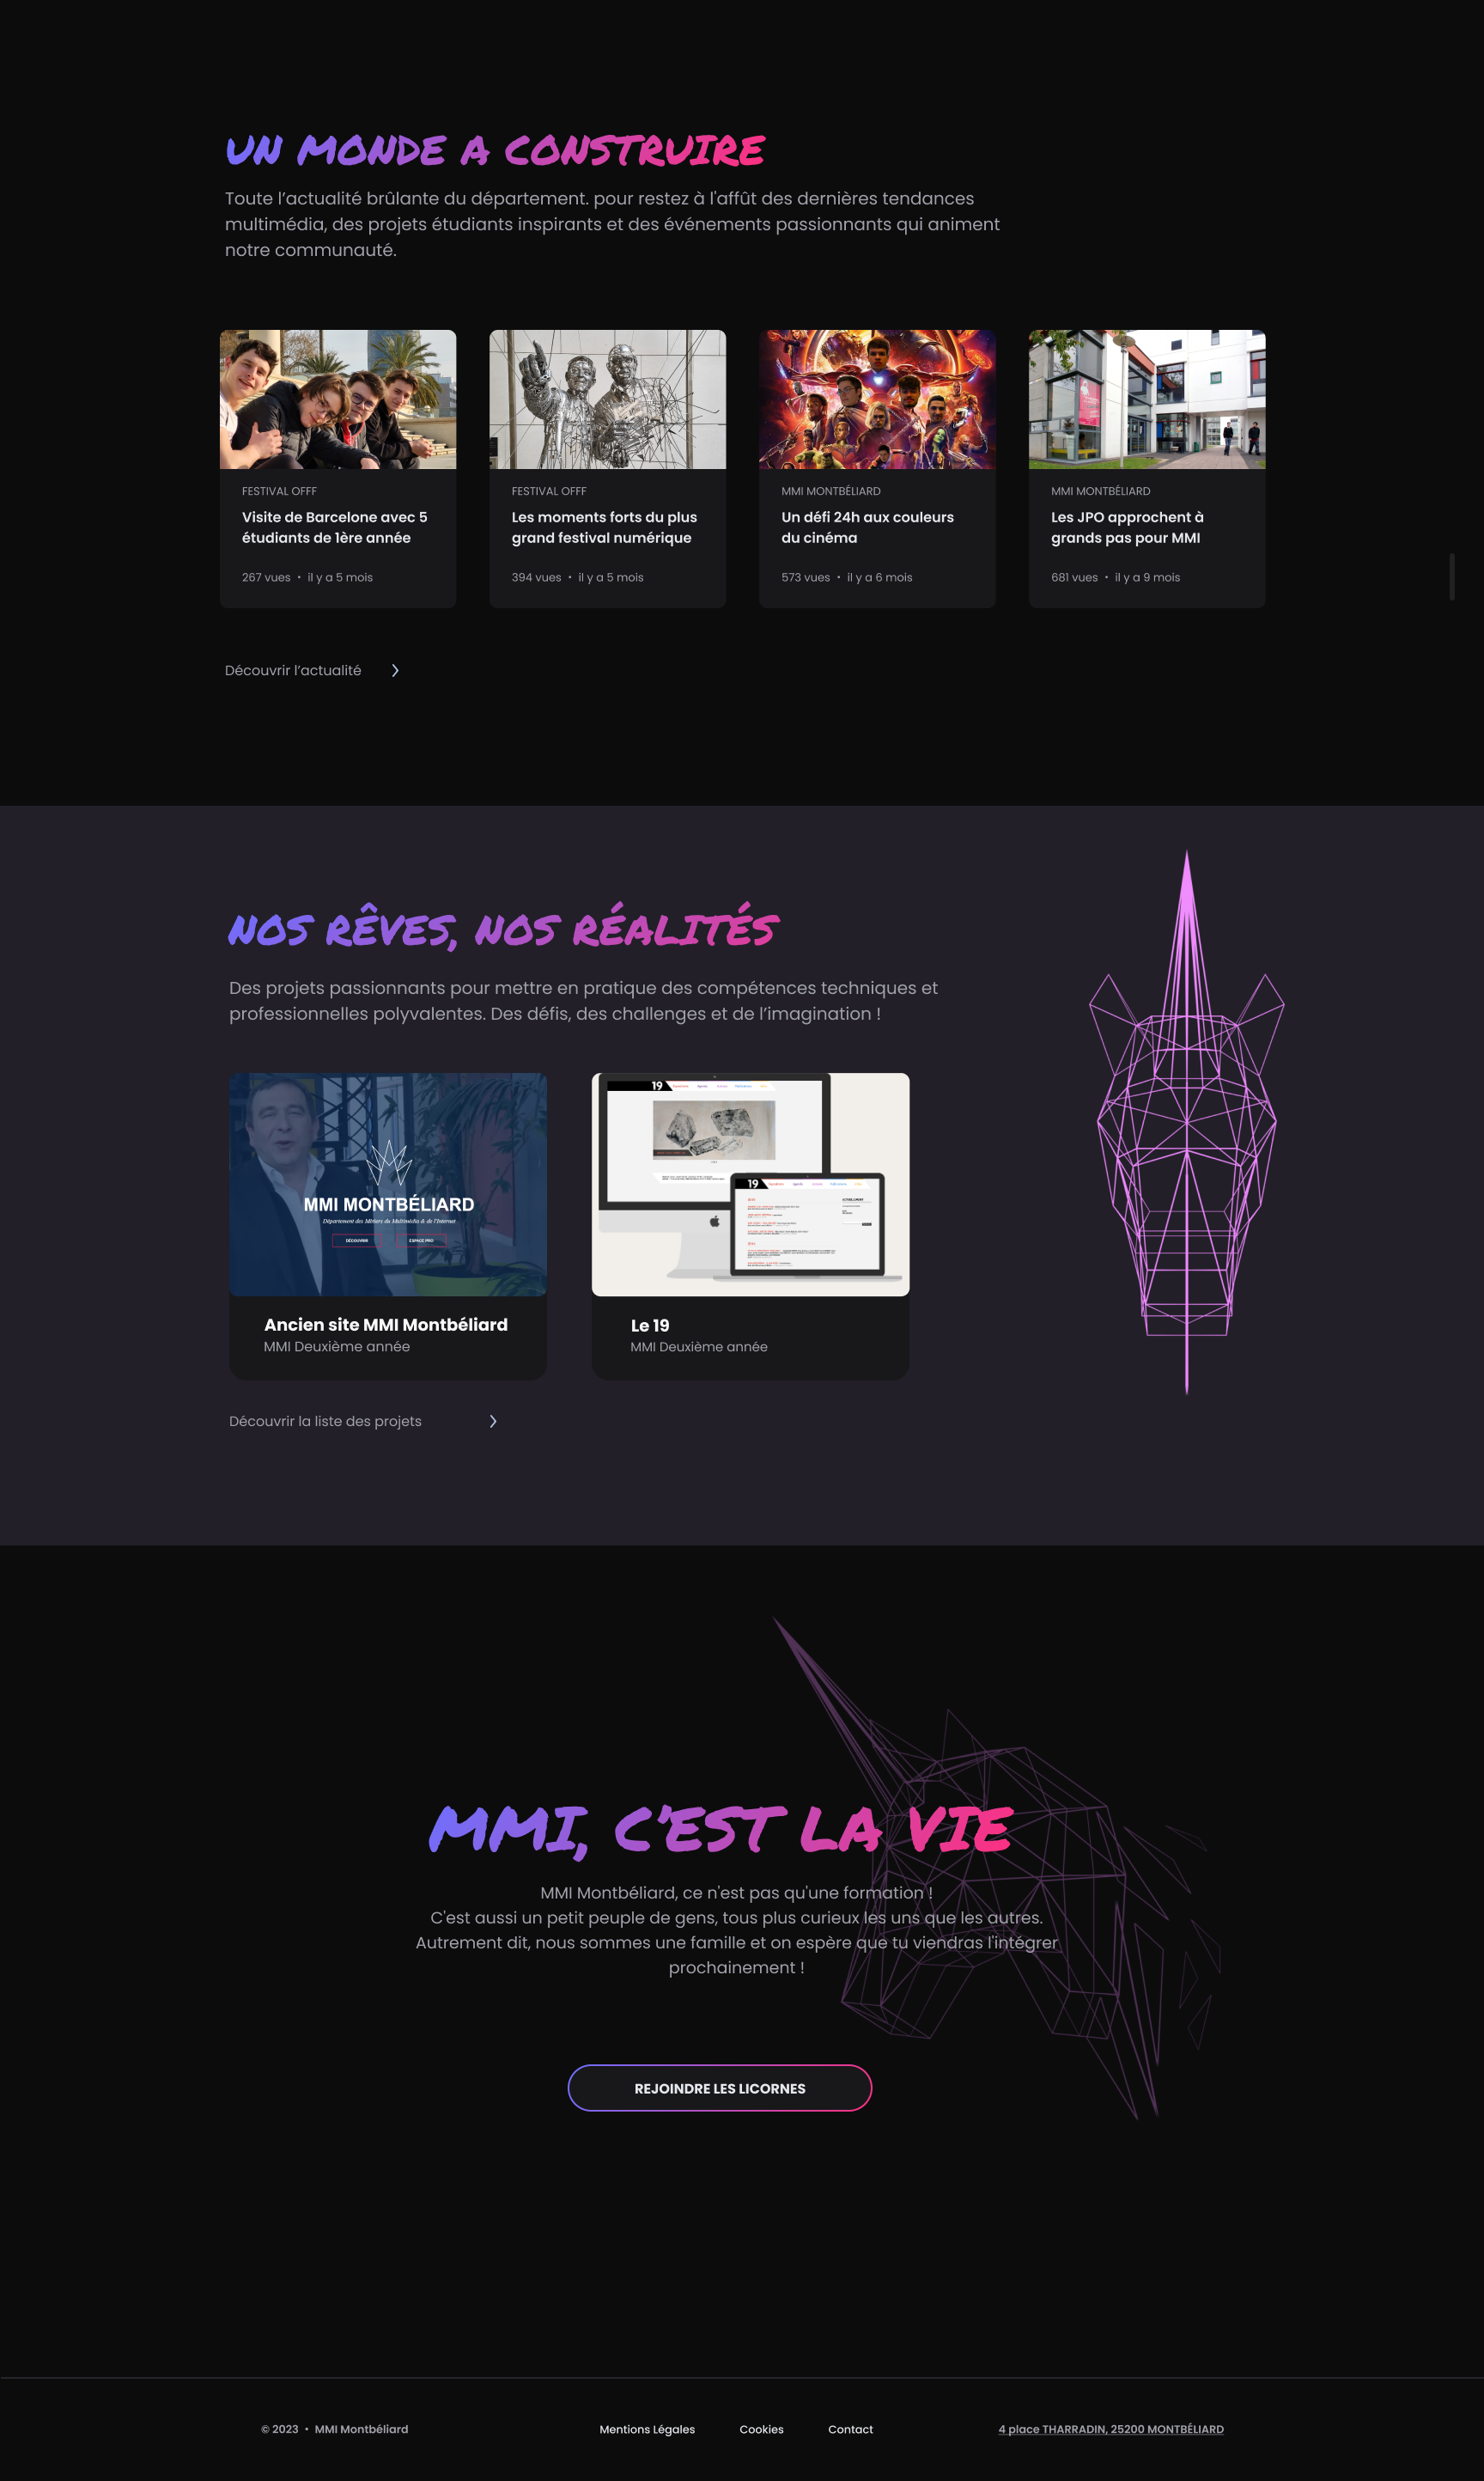 UN MONDE A CONSTRUIRE
Toute l’actualité brûlante du département. pour restez à l'affût des dernières tendances
multimédia, des projets étudiants inspirants et des événements passionnants qui animent
notre communauté.
FESTIVAL OFFF
Visite de Barcelone avec 5
étudiants de 1ère année
267 vues • il y a 5 mois
FESTIVAL OFFF
Les moments forts du plus
grand festival numérique
394 vues • il y a 5 mois
MMI MONTBÉLIARD
Un défi 24h aux couleurs
du cinéma
573 vues • il y a 6 mois
MMI MONTBÉLIARD
Les JPO approchent à
grands pas pour MMI
681 vues • il y a 9 mois
Découvrir l’actualité
NOS RÊVES, NOS RÉALITÉS
Des projets passionnants pour mettre en pratique des compétences techniques et
professionnelles polyvalentes. Des défis, des challenges et de l’imagination !
MMI MONTBÉLIARD
Département des Métiers du Multimédia & de l'Internet
DÉCOUVRIR
ESPACE PRO
Ancien site MMI Montbéliard
MMI Deuxième année
19
19
Le 19
MMI Deuxième année
Découvrir la liste des projets
MMI, C’EST LA VIE
MMI Montbéliard, ce n'est pas qu'une formation !
C'est aussi un petit peuple de gens, tous plus curieux les uns que les autres.
Autrement dit, nous sommes une famille et on espère que tu viendras l'intégrer
prochainement !
REJOINDRE LES LICORNES
© 2023 • MMI Montbéliard
Mentions Légales
Cookies
Contact
4 place THARRADIN, 25200 MONTBÉLIARD